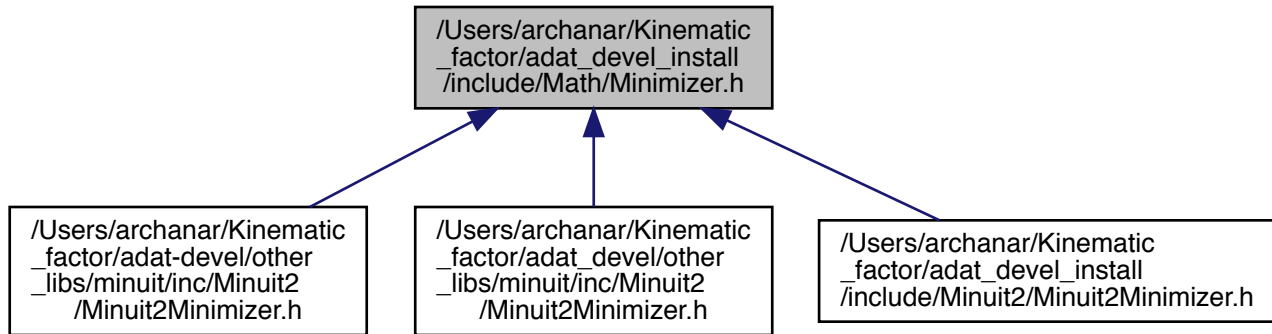 /Users/archanar/Kinematic
_factor/adat_devel_install
/include/Math/Minimizer.h
/Users/archanar/Kinematic
_factor/adat-devel/other
_libs/minuit/inc/Minuit2
/Minuit2Minimizer.h
/Users/archanar/Kinematic
_factor/adat_devel/other
_libs/minuit/inc/Minuit2
/Minuit2Minimizer.h
/Users/archanar/Kinematic
_factor/adat_devel_install
/include/Minuit2/Minuit2Minimizer.h